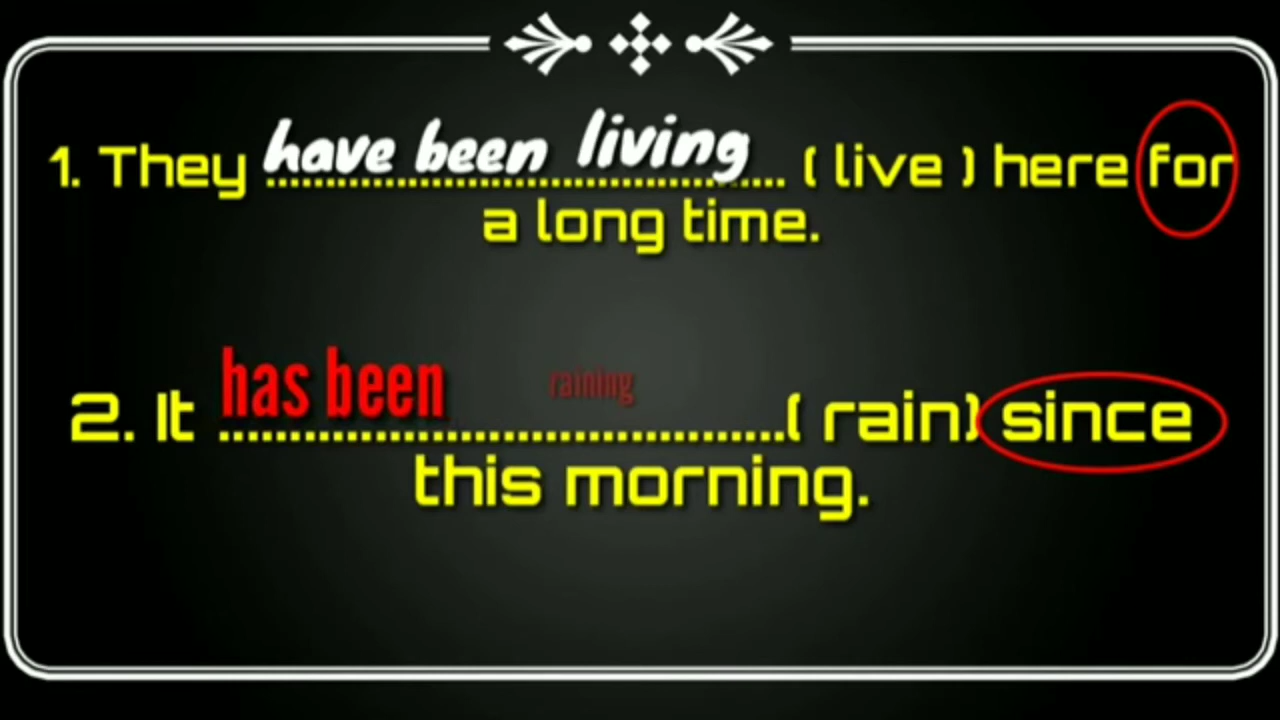 1. They have been living ( live ) here for
a long time.
2. It has been raining ( rain) since
this morning.